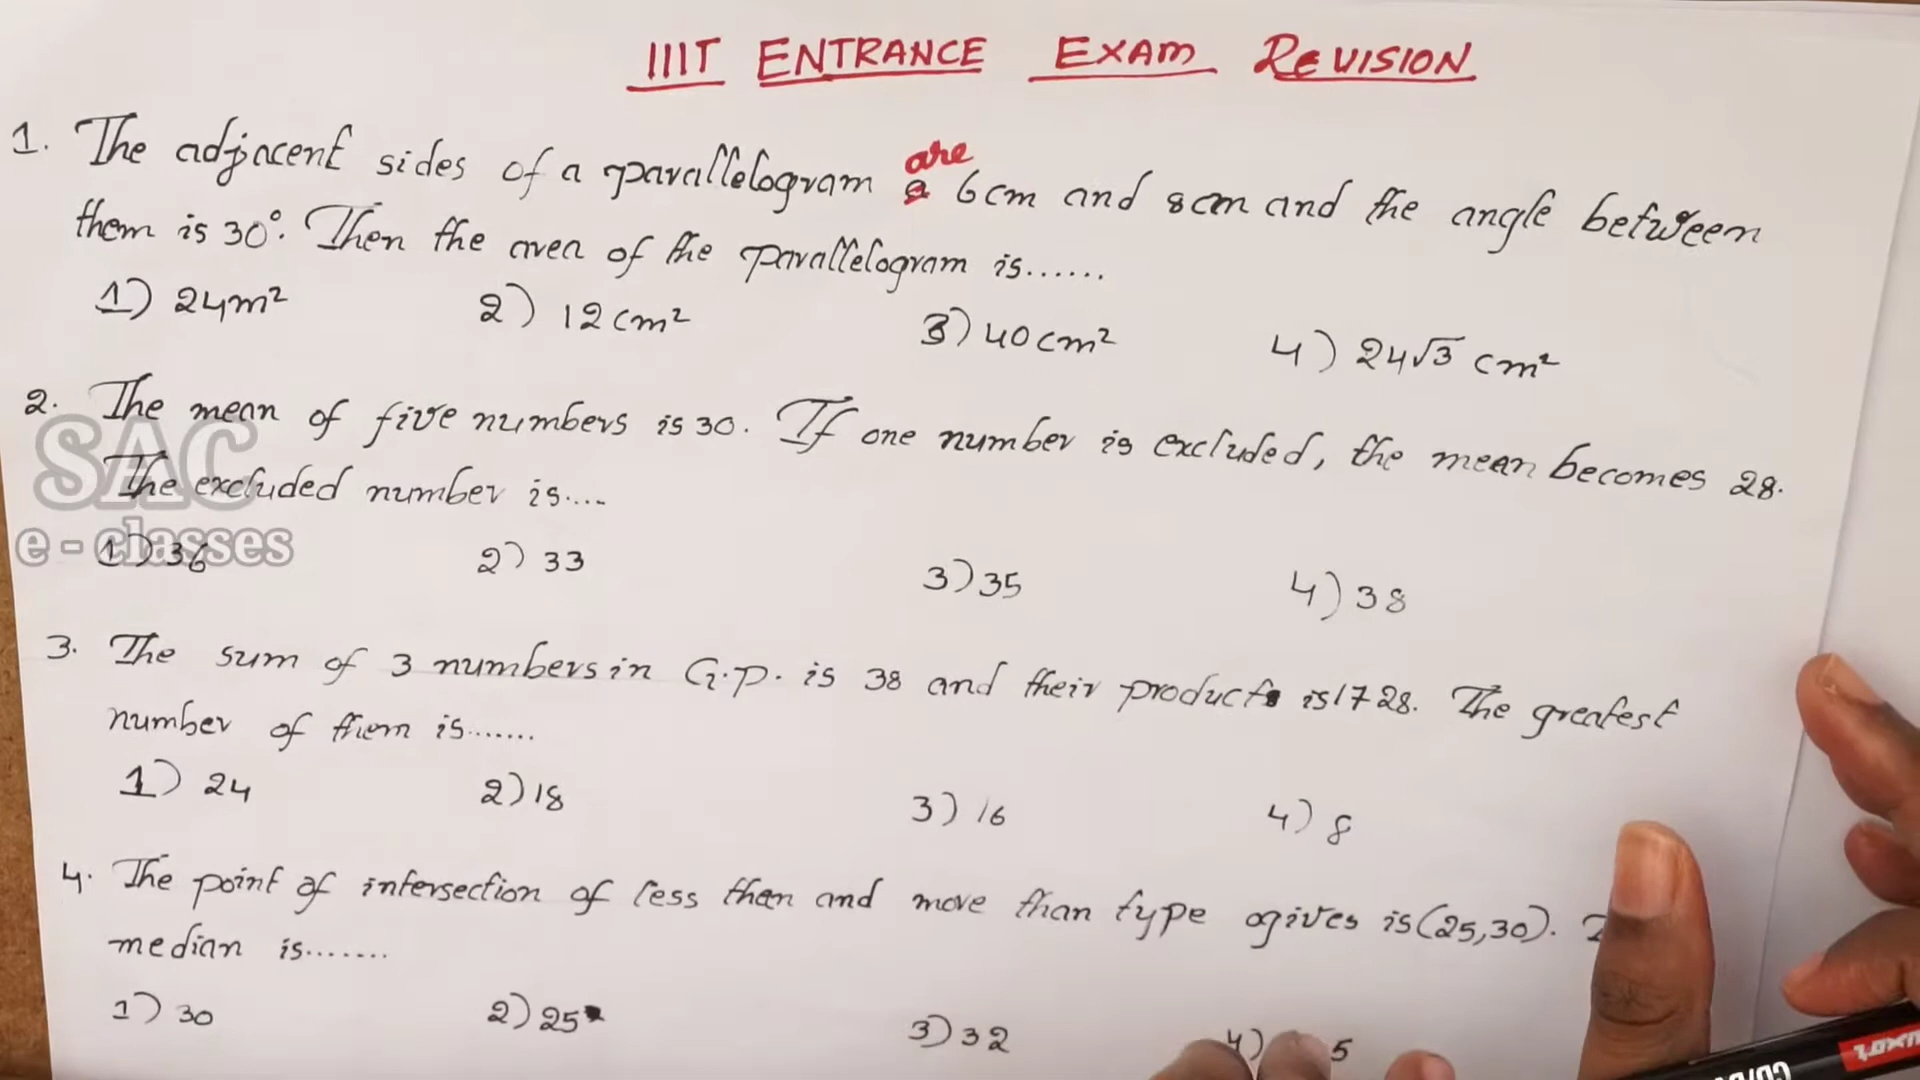 IIIT ENTRANCE EXAM REVISION
are
1. The adjacent sides of a parallelogram 6cm and 8cm and the angle between
them is 30°. Then the area of the parallelogram is......
1) 24m² 2) 12cm² 3) 40cm² 4) 24√3 cm²
2. The mean of five numbers is 30. If one number is excluded, the mean becomes 28.
The excluded number is....
1) 36 2) 33 3) 35 4) 38
3. The sum of 3 numbers in G.P. is 38 and their product is 1728. The greatest
number of them is.......
1) 24 2) 18 3) 16 4) 8
4. The point of intersection of less than and more than type ogives is (25,30).
median is.......
1) 30 2) 25 3) 32 4) 5
SAC
e-classes